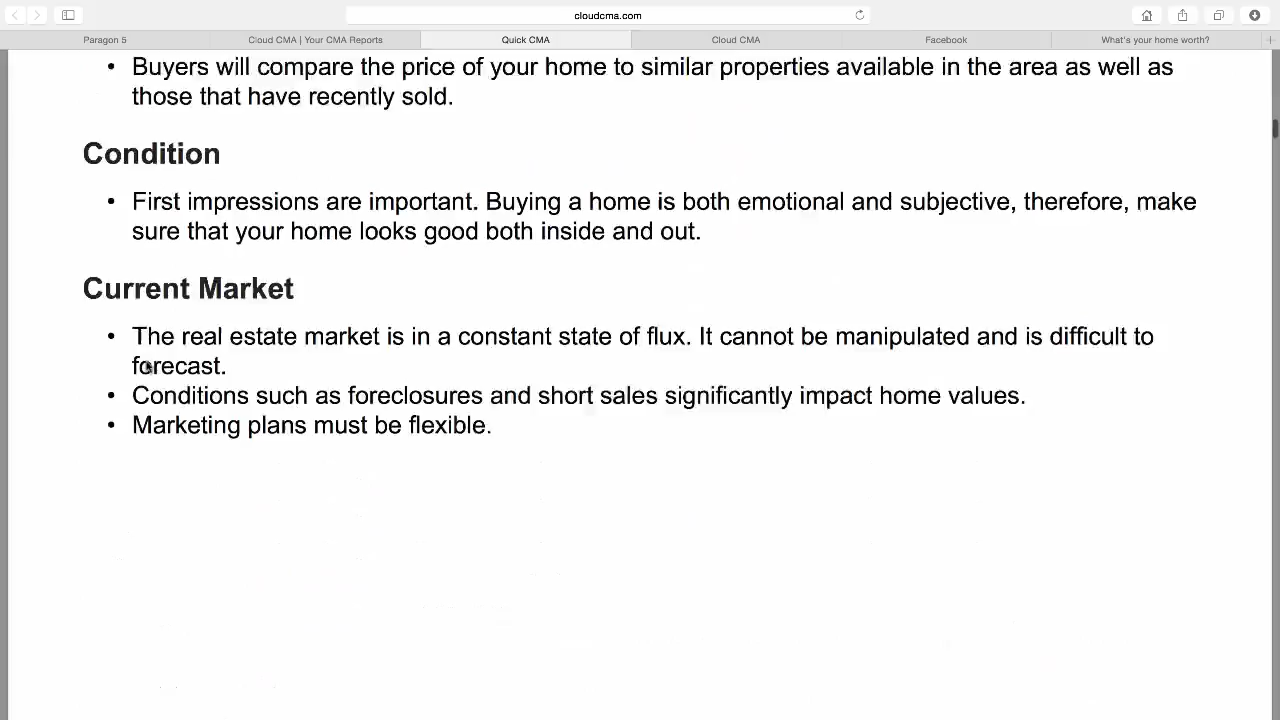 cloudcma.com
Paragon 5
Cloud CMA | Your CMA Reports
Quick CMA
Cloud CMA
Facebook
What's your home worth?
• Buyers will compare the price of your home to similar properties available in the area as well as
those that have recently sold.
Condition
• First impressions are important. Buying a home is both emotional and subjective, therefore, make
sure that your home looks good both inside and out.
Current Market
• The real estate market is in a constant state of flux. It cannot be manipulated and is difficult to
forecast.
• Conditions such as foreclosures and short sales significantly impact home values.
• Marketing plans must be flexible.